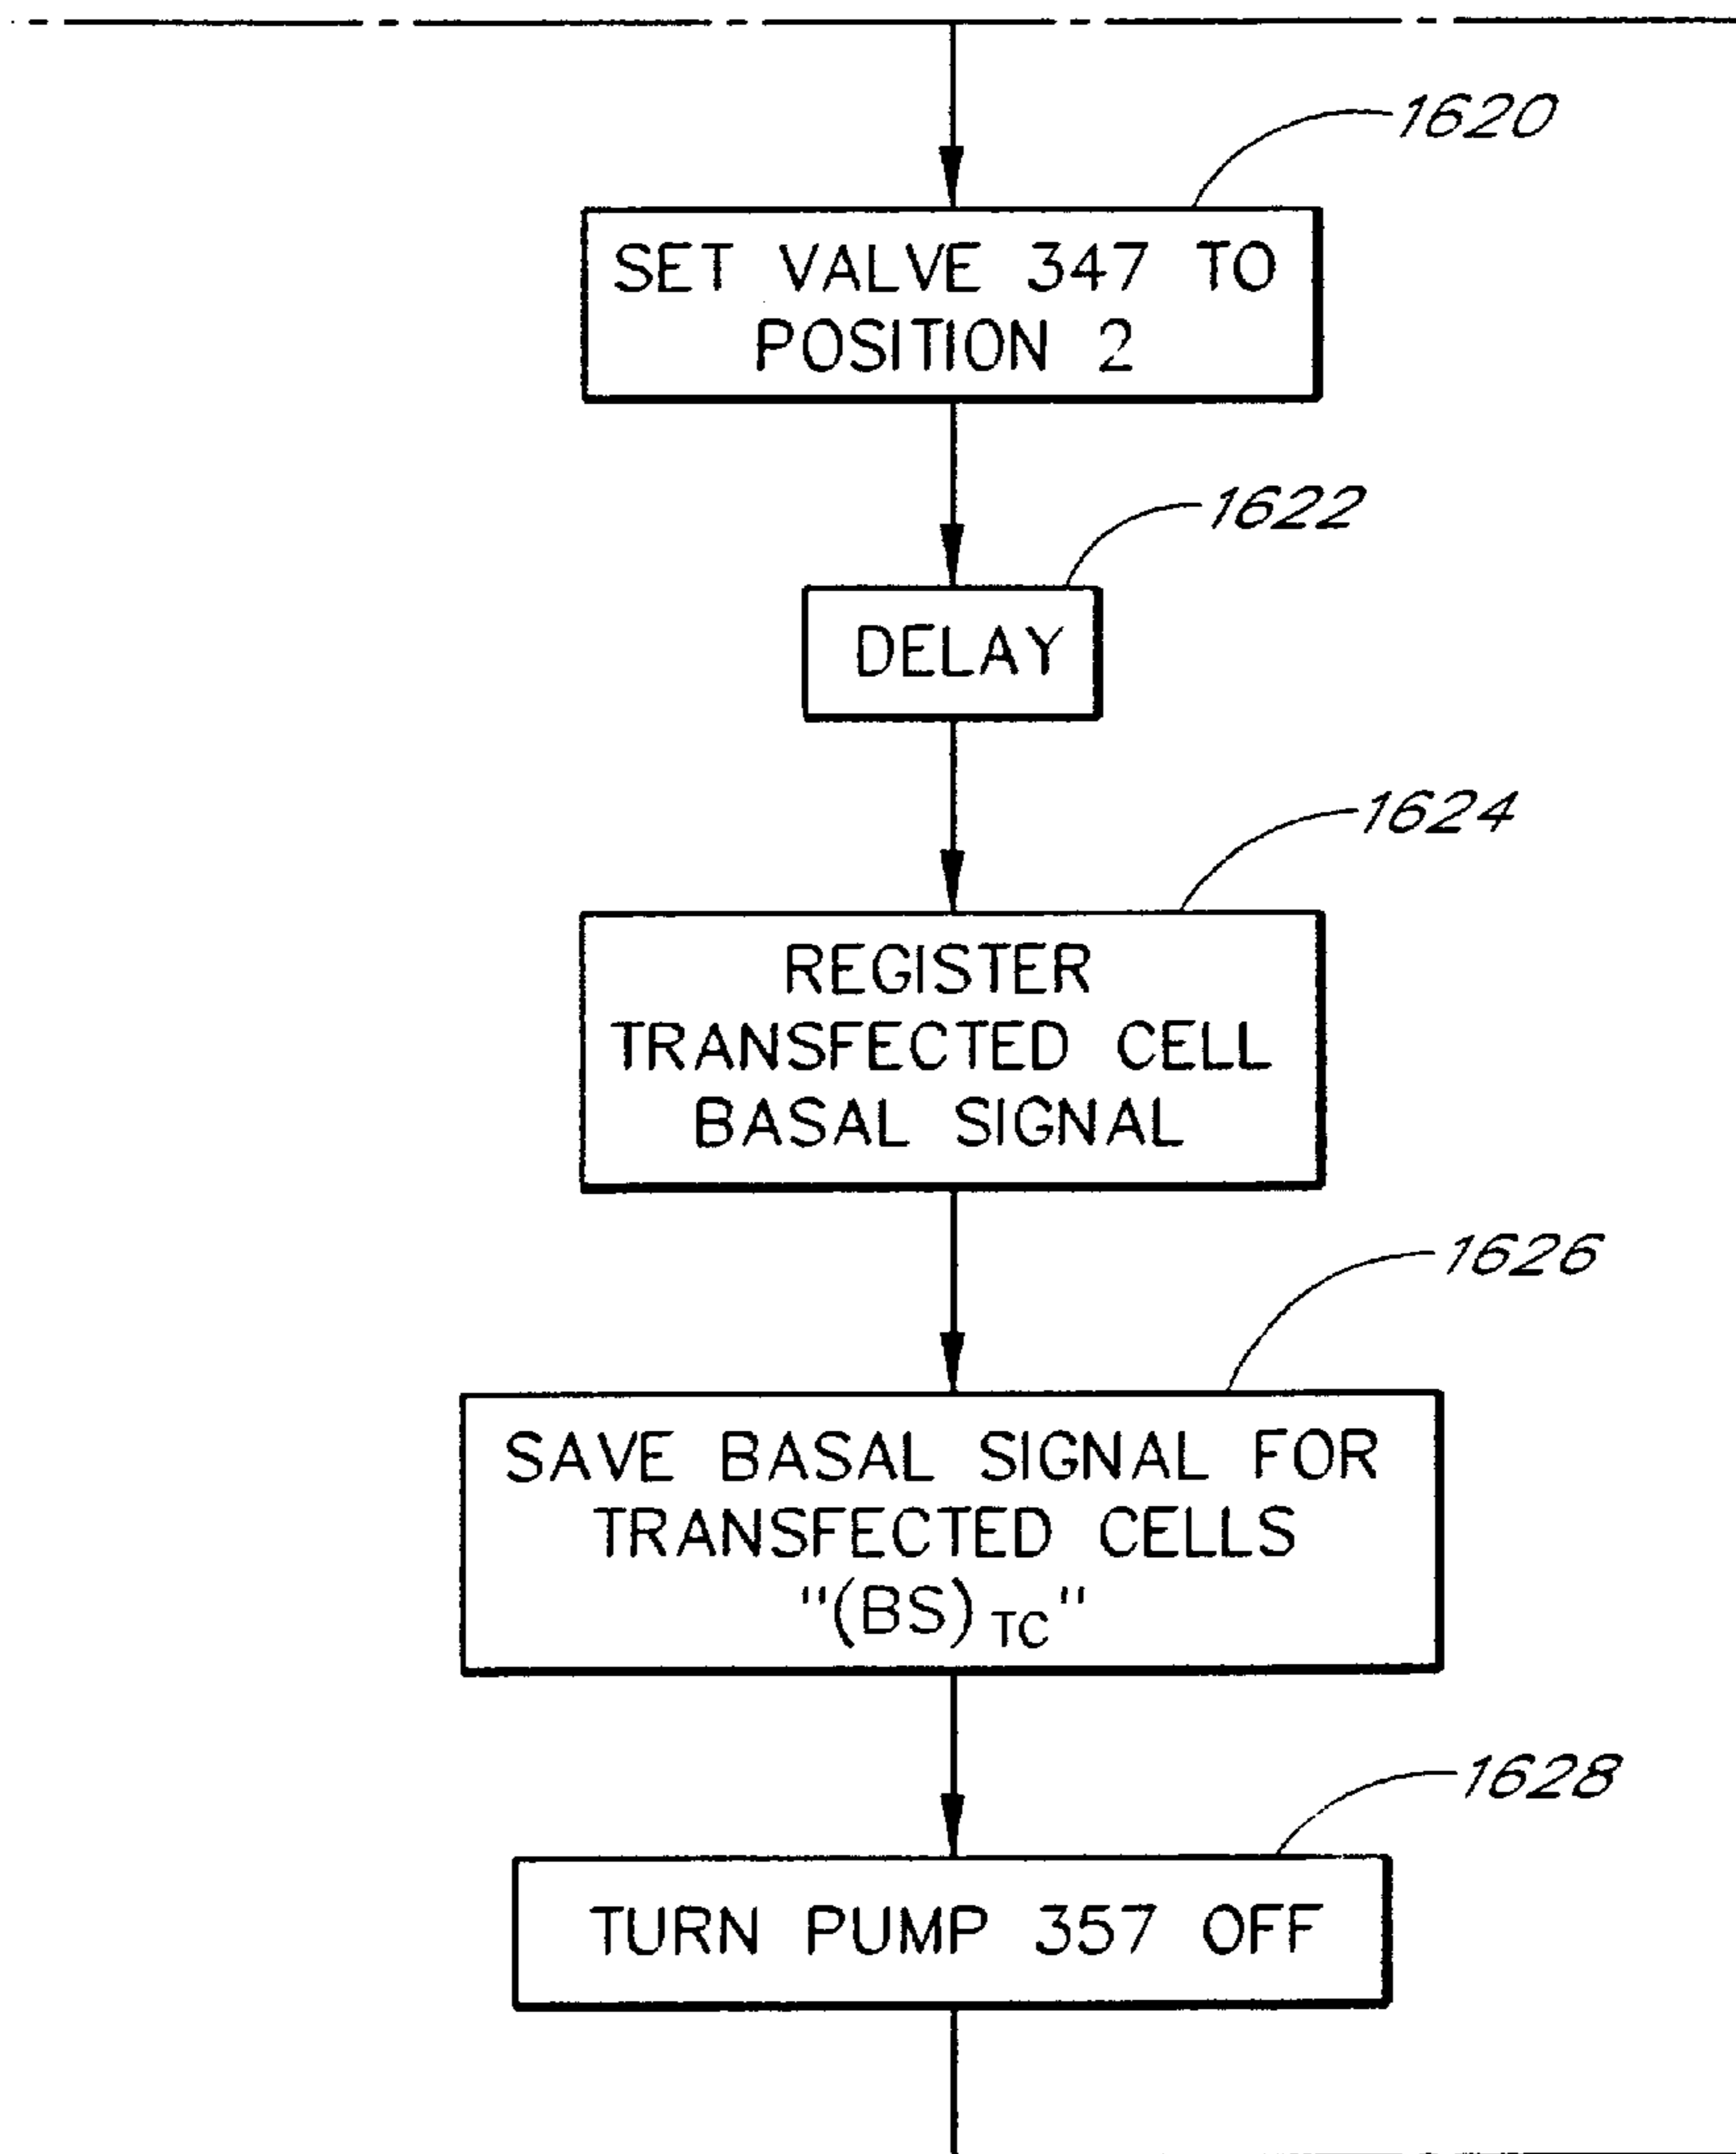 1620
SET VALVE 347 TO
POSITION 2
1622
DELAY
1624
REGISTER
TRANSFECTED CELL
BASAL SIGNAL
1626
SAVE BASAL SIGNAL FOR
TRANSFECTED CELLS
"(BS)TC"
1628
TURN PUMP 357 OFF